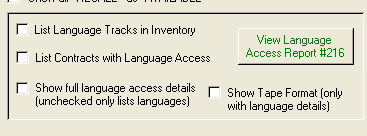 List Language Tracks in Inventory
View Language
Access Report #216
List Contracts with Language Access
Show full language access details
(unchecked only lists languages)
Show Tape Format (only
with language details)